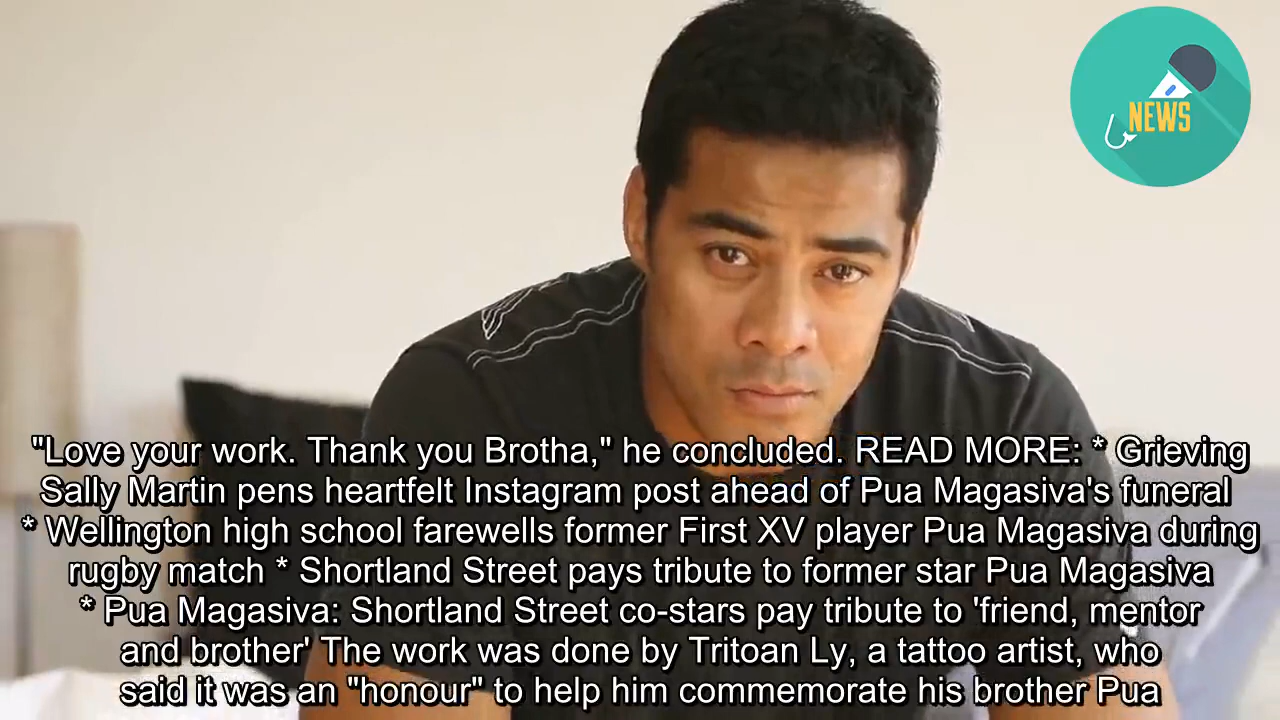 NEWS
"Love your work. Thank you Brotha," he concluded. READ MORE: * Grieving
Sally Martin pens heartfelt Instagram post ahead of Pua Magasiva's funeral
* Wellington high school farewells former First XV player Pua Magasiva during
rugby match * Shortland Street pays tribute to former star Pua Magasiva
* Pua Magasiva: Shortland Street co-stars pay tribute to 'friend, mentor
and brother' The work was done by Tritoan Ly, a tattoo artist, who
said it was an "honour" to help him commemorate his brother Pua